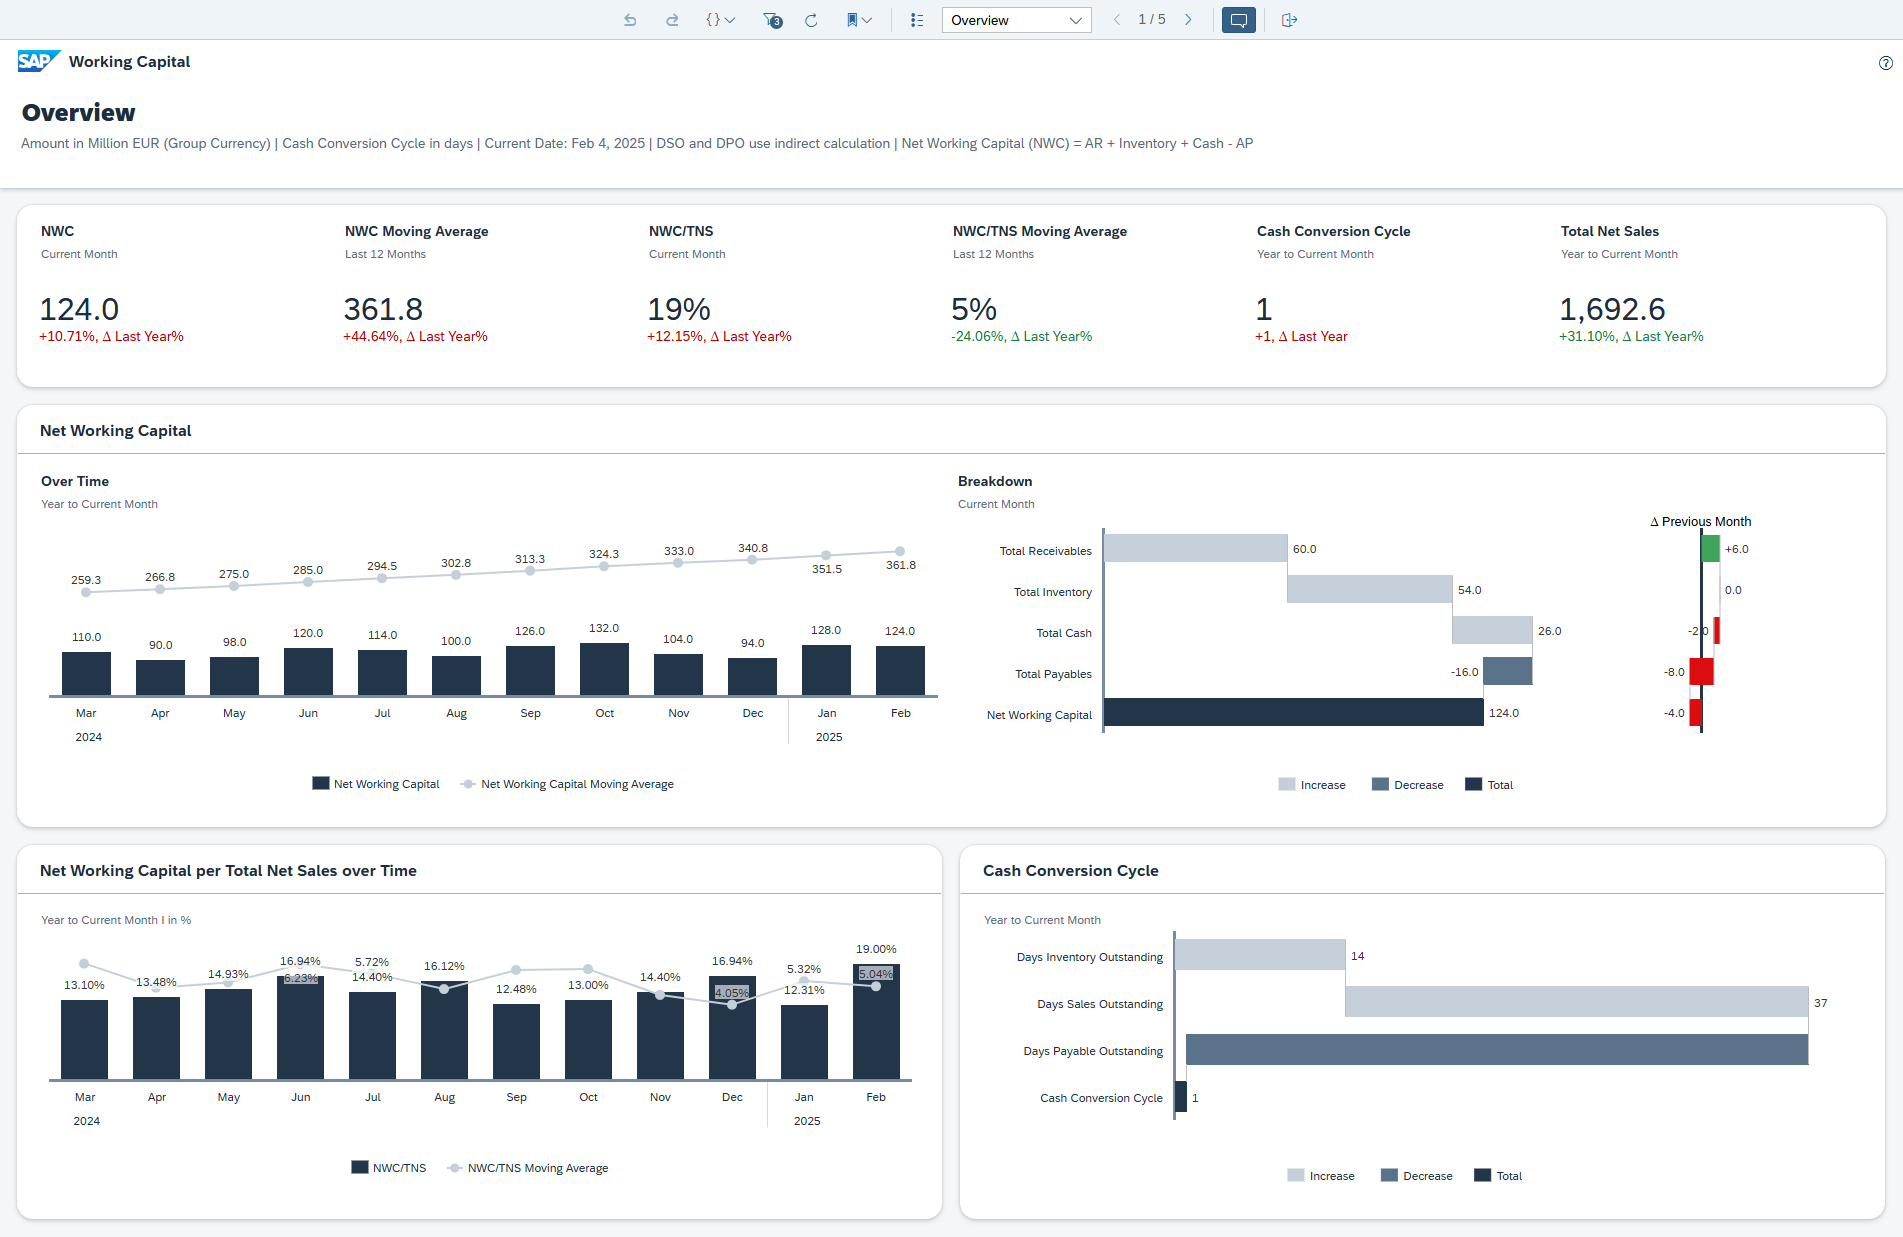 3
Overview
1 / 5
SAP Working Capital
Overview
Amount in Million EUR (Group Currency) | Cash Conversion Cycle in days | Current Date: Feb 4, 2025 | DSO and DPO use indirect calculation | Net Working Capital (NWC) = AR + Inventory + Cash - AP
NWC
Current Month
124.0
+10.71%, Δ Last Year%
NWC Moving Average
Last 12 Months
361.8
+44.64%, Δ Last Year%
NWC/TNS
Current Month
19%
+12.15%, Δ Last Year%
NWC/TNS Moving Average
Last 12 Months
5%
-24.06%, Δ Last Year%
Cash Conversion Cycle
Year to Current Month
1
+1, Δ Last Year
Total Net Sales
Year to Current Month
1,692.6
+31.10%, Δ Last Year%
Net Working Capital
Over Time
Year to Current Month
259.3 266.8 275.0 285.0 294.5 302.8 313.3 324.3 333.0 340.8 351.5 361.8
110.0 90.0 98.0 120.0 114.0 100.0 126.0 132.0 104.0 94.0 128.0 124.0
Mar Apr May Jun Jul Aug Sep Oct Nov Dec Jan Feb
2024 2025
Net Working Capital Net Working Capital Moving Average
Breakdown
Current Month
Δ Previous Month
Total Receivables 60.0 +6.0
Total Inventory 54.0 0.0
Total Cash 26.0 -2.0
Total Payables -16.0 -8.0
Net Working Capital 124.0 -4.0
Increase Decrease Total
Net Working Capital per Total Net Sales over Time
Year to Current Month I in %
13.10% 13.48% 14.93% 16.94% 14.40% 16.12% 12.48% 13.00% 14.40% 16.94% 12.31% 19.00%
6.23% 5.72% 4.05% 5.32% 5.04%
Mar Apr May Jun Jul Aug Sep Oct Nov Dec Jan Feb
2024 2025
NWC/TNS NWC/TNS Moving Average
Cash Conversion Cycle
Year to Current Month
Days Inventory Outstanding 14
Days Sales Outstanding 37
Days Payable Outstanding
Cash Conversion Cycle 1
Increase Decrease Total